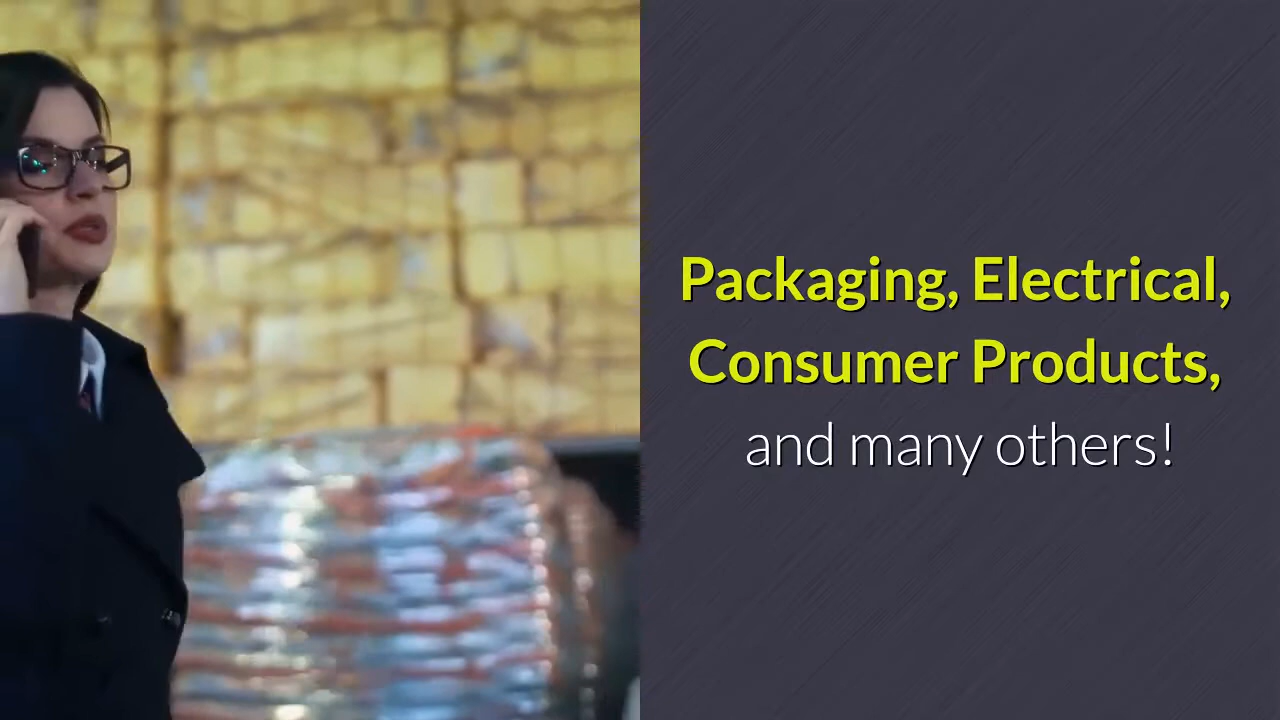 Packaging, Electrical,
Consumer Products,
and many others!